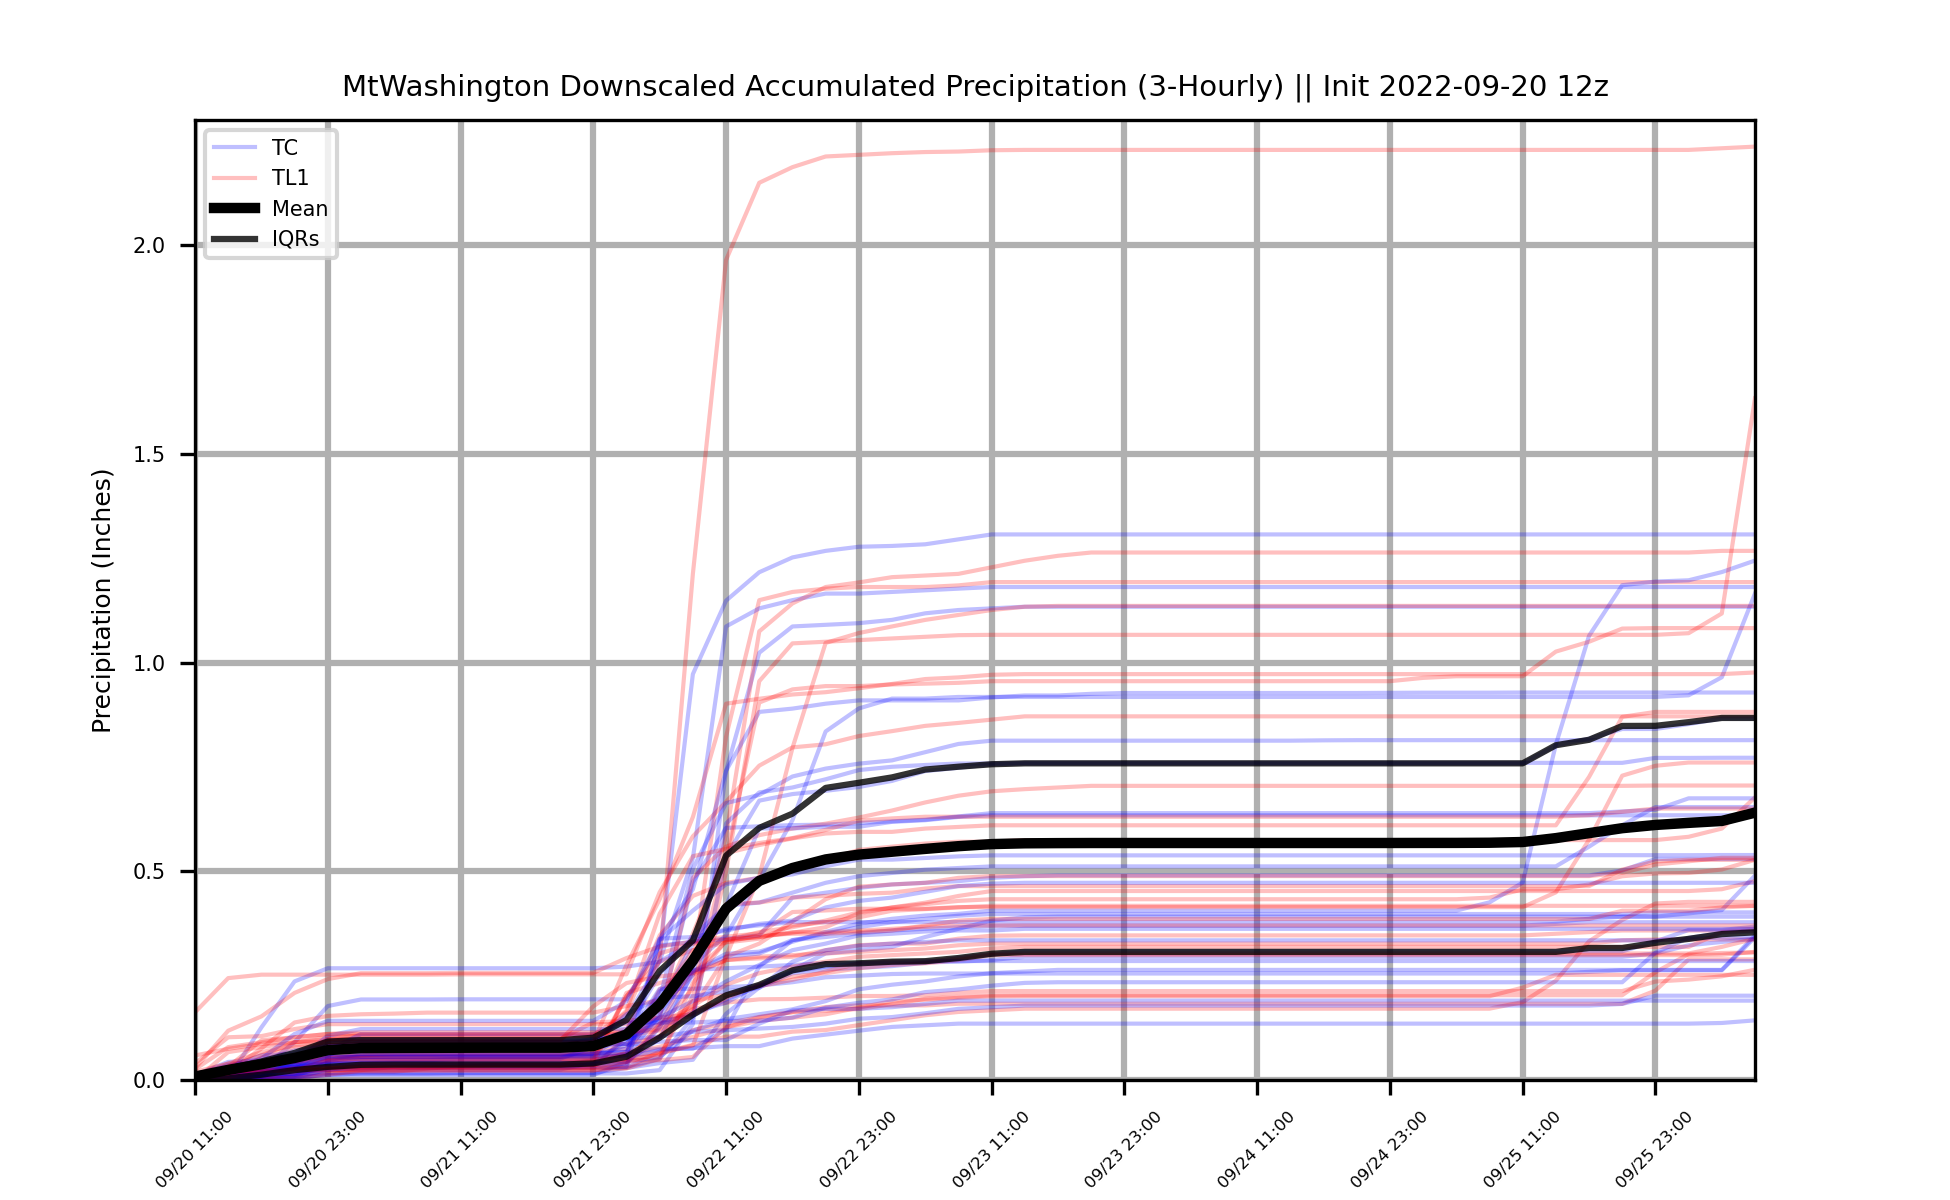 MtWashington Downscaled Accumulated Precipitation (3-Hourly) || Init 2022-09-20 12z
TC
TL1
Mean
IQRs
Precipitation (Inches)
2.0
1.5
1.0
0.5
0.0
09/20 11:00
09/20 23:00
09/21 11:00
09/21 23:00
09/22 11:00
09/22 23:00
09/23 11:00
09/23 23:00
09/24 11:00
09/24 23:00
09/25 11:00
09/25 23:00